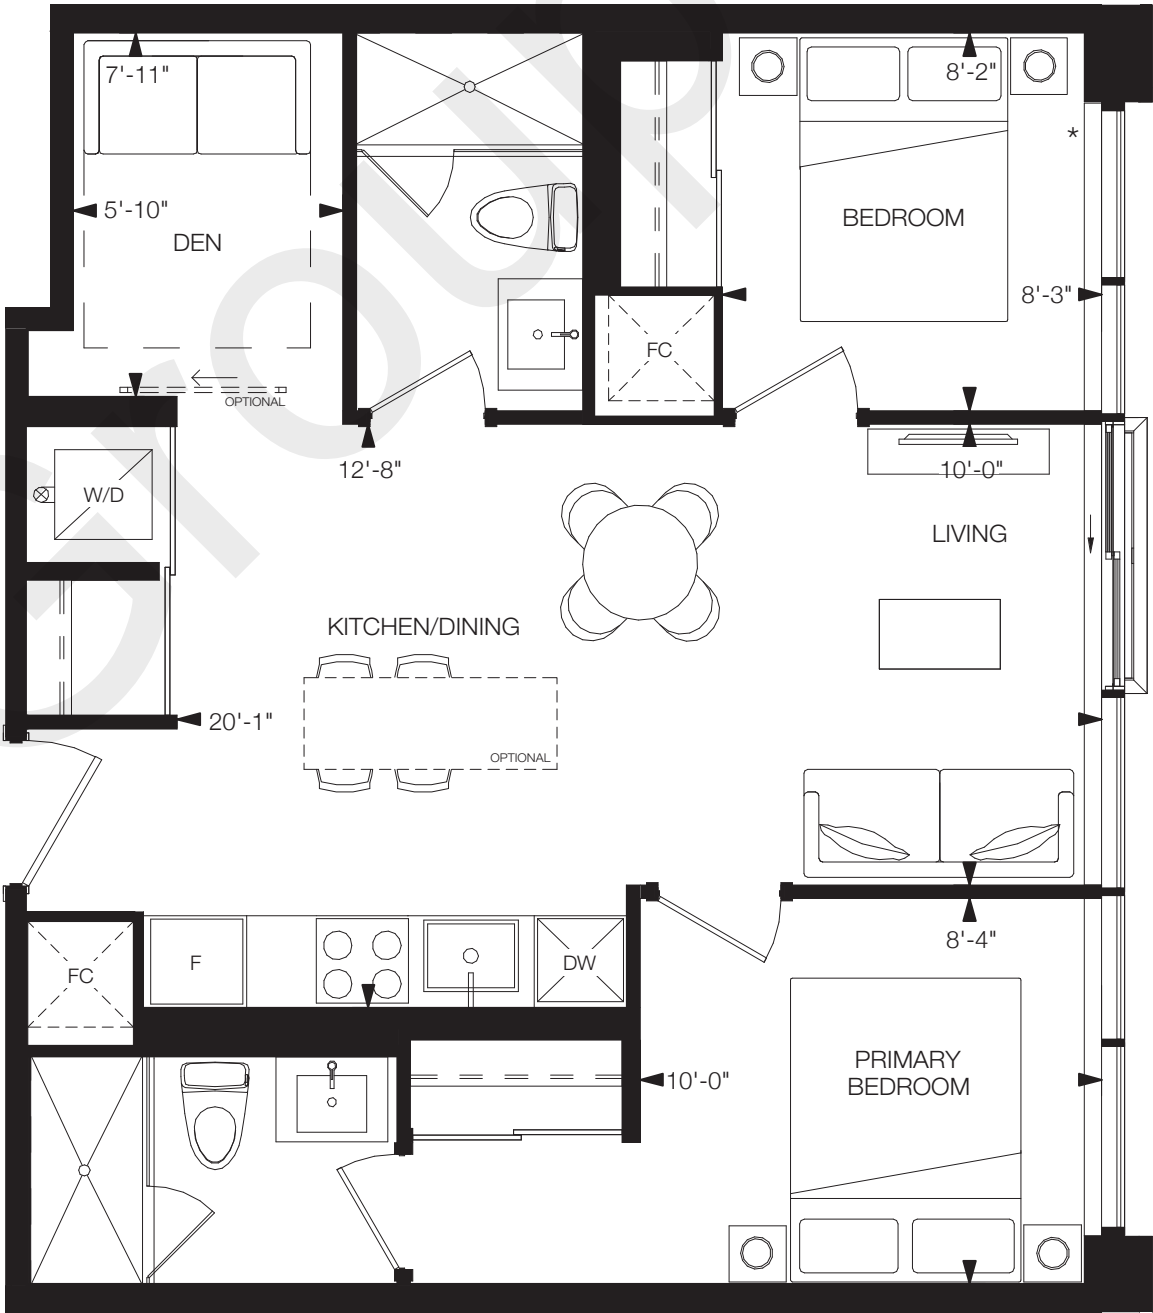 7'-11"
8'-2"
*
5'-10"
BEDROOM
DEN
8'-3"
FC
OPTIONAL
12'-8"
10'-0"
W/D
LIVING
KITCHEN/DINING
20'-1"
OPTIONAL
8'-4"
F
DW
FC
PRIMARY
BEDROOM
10'-0"
Group